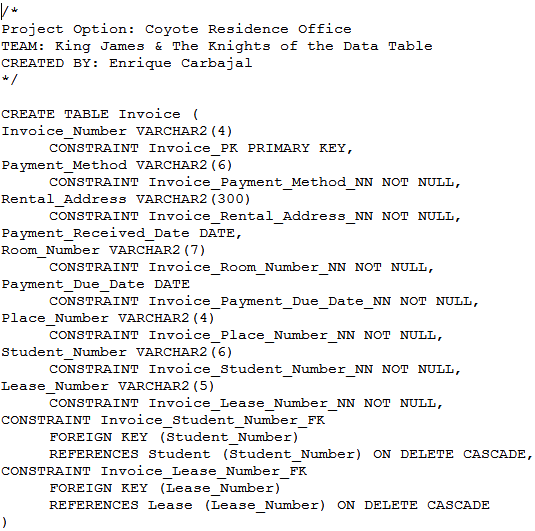 /*
Project Option: Coyote Residence Office
TEAM: King James & The Knights of the Data Table
CREATED BY: Enrique Carbajal
*/

CREATE TABLE Invoice (
Invoice_Number VARCHAR2(4)
CONSTRAINT Invoice_PK PRIMARY KEY,
Payment_Method VARCHAR2(6)
CONSTRAINT Invoice_Payment_Method_NN NOT NULL,
Rental_Address VARCHAR2(300)
CONSTRAINT Invoice_Rental_Address_NN NOT NULL,
Payment_Received_Date DATE,
Room_Number VARCHAR2(7)
CONSTRAINT Invoice_Room_Number_NN NOT NULL,
Payment_Due_Date DATE
CONSTRAINT Invoice_Payment_Due_Date_NN NOT NULL,
Place_Number VARCHAR2(4)
CONSTRAINT Invoice_Place_Number_NN NOT NULL,
Student_Number VARCHAR2(6)
CONSTRAINT Invoice_Student_Number_NN NOT NULL,
Lease_Number VARCHAR2(5)
CONSTRAINT Invoice_Lease_Number_NN NOT NULL,
CONSTRAINT Invoice_Student_Number_FK
FOREIGN KEY (Student_Number)
REFERENCES Student (Student_Number) ON DELETE CASCADE,
CONSTRAINT Invoice_Lease_Number_FK
FOREIGN KEY (Lease_Number)
REFERENCES Lease (Lease_Number) ON DELETE CASCADE
)